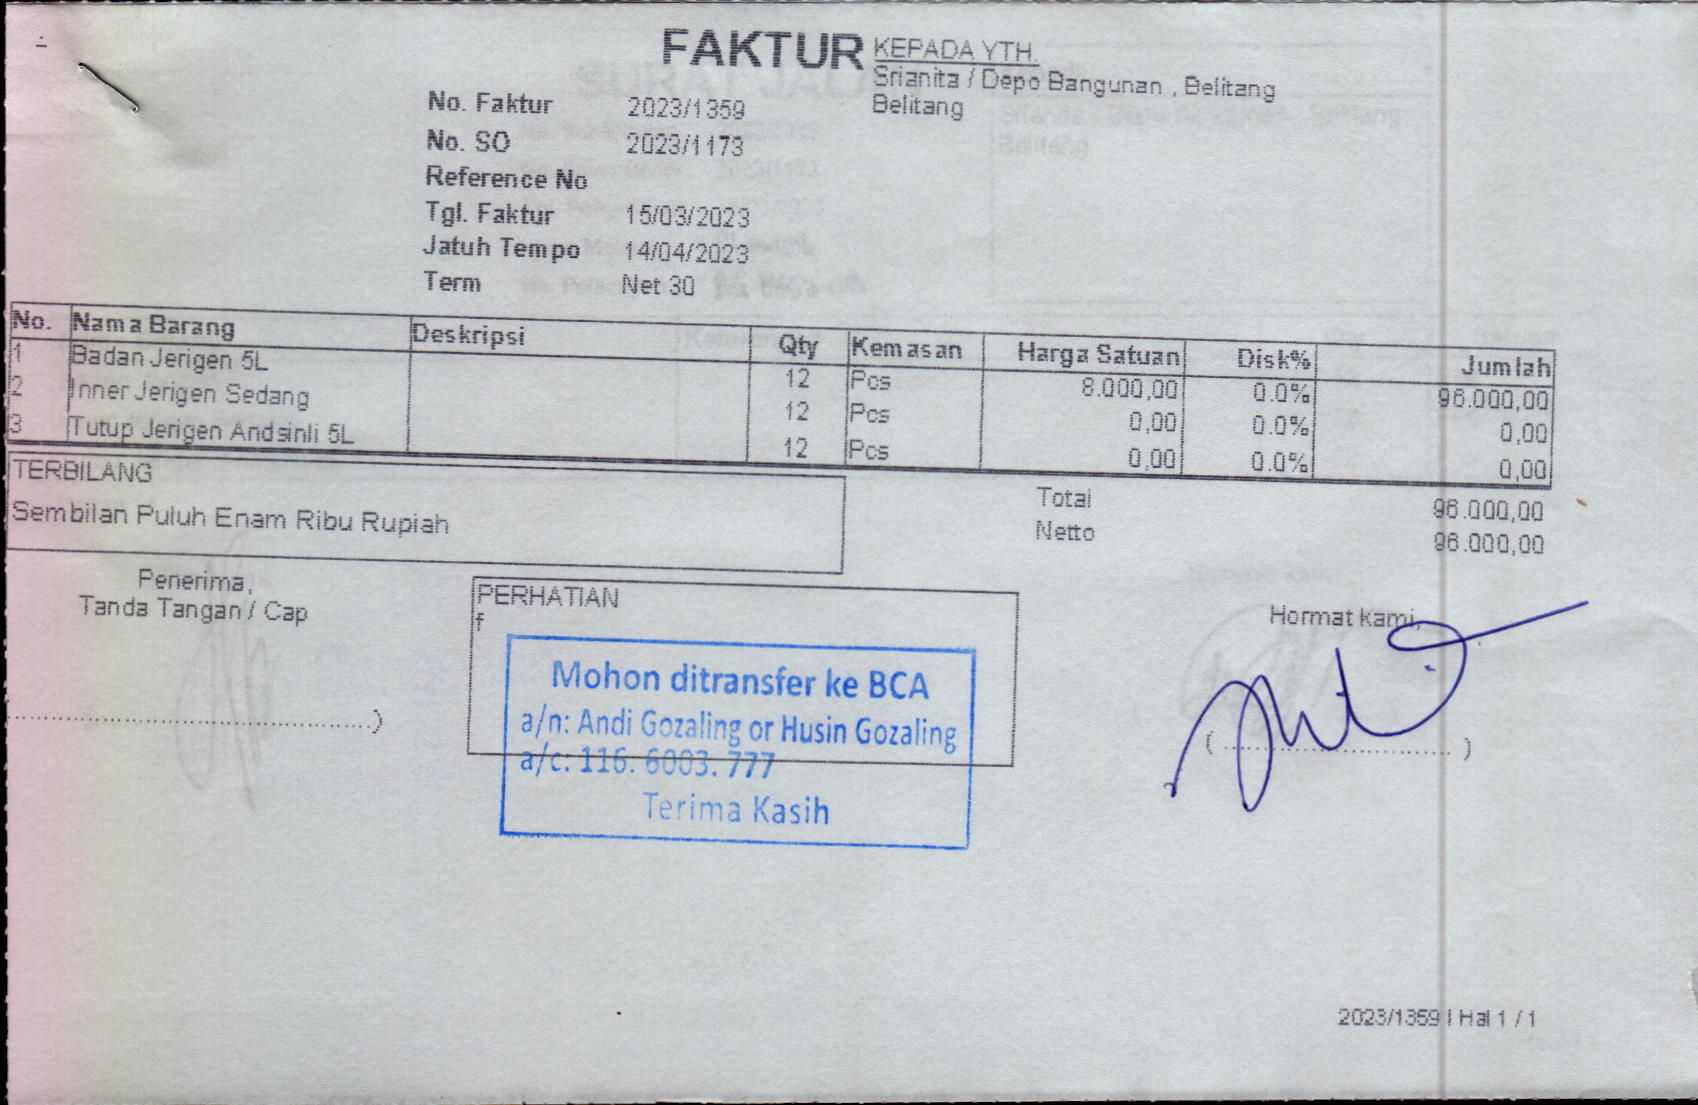 FAKTUR
KEPADA YTH.
Srianita / Depo Bangunan , Belitang
Belitang
No. Faktur 2023/1359
No. SO 2023/1173
Reference No
Tgl. Faktur 15/03/2023
Jatuh Tempo 14/04/2023
Term Net 30
No. Nama Barang Deskripsi Qty Kemasan Harga Satuan Disk% Jumlah
1 Badan Jerigen 5L 12 Pcs 8.000,00 0.0% 96.000,00
2 Inner Jerigen Sedang 12 Pcs 0,00 0.0% 0,00
3 Tutup Jerigen Andsinli 5L 12 Pcs 0,00 0.0% 0,00
TERBILANG
Sembilan Puluh Enam Ribu Rupiah
Total 96.000,00
Netto 96.000,00
Penerima,
Tanda Tangan / Cap
PERHATIAN
f
Mohon ditransfer ke BCA
a/n: Andi Gozaling or Husin Gozaling
a/c: 116. 6003. 777
Terima Kasih
Hormat kami,
2023/1359 | Hal 1 / 1